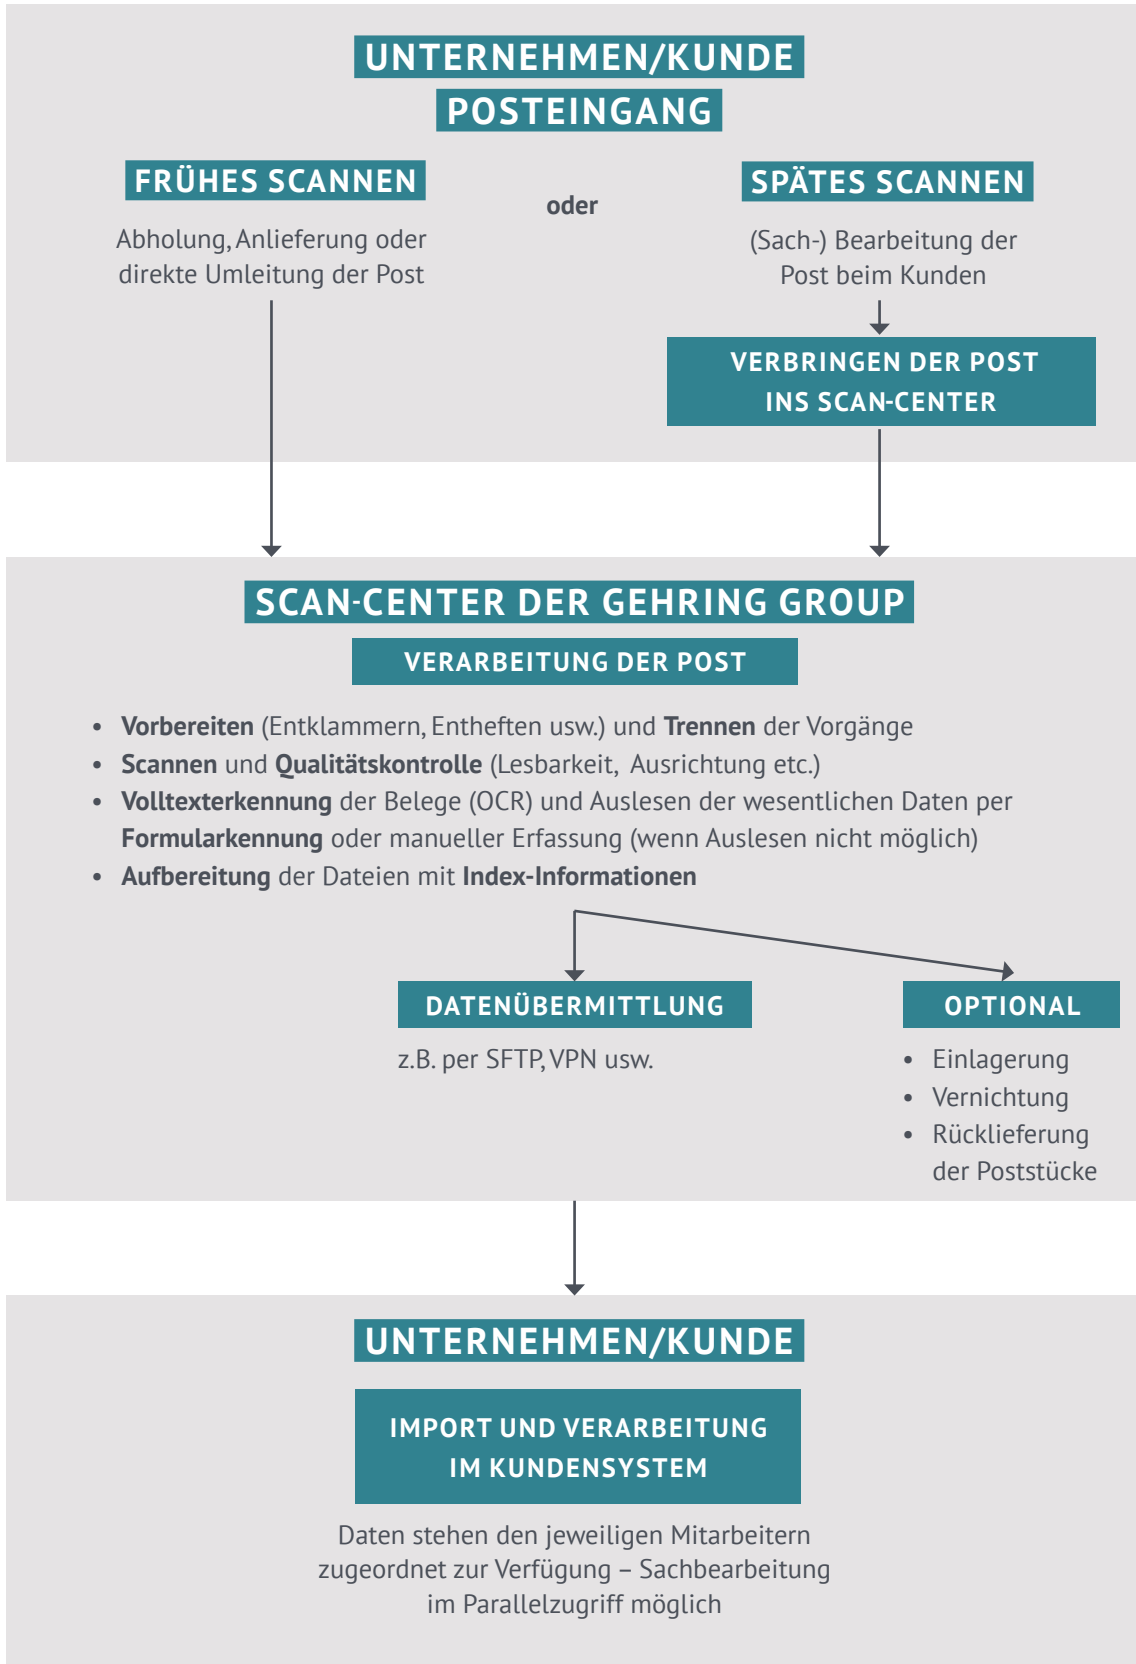 UNTERNEHMEN/KUNDE
POSTEINGANG
FRÜHES SCANNEN
Abholung, Anlieferung oder
direkte Umleitung der Post
oder
SPÄTES SCANNEN
(Sach-) Bearbeitung der
Post beim Kunden
VERBRINGEN DER POST
INS SCAN-CENTER
SCAN-CENTER DER GEHRING GROUP
VERARBEITUNG DER POST
• Vorbereiten (Entklammern, Entheften usw.) und Trennen der Vorgänge
• Scannen und Qualitätskontrolle (Lesbarkeit, Ausrichtung etc.)
• Volltexterkennung der Belege (OCR) und Auslesen der wesentlichen Daten per
Formularkennung oder manueller Erfassung (wenn Auslesen nicht möglich)
• Aufbereitung der Dateien mit Index-Informationen
DATENÜBERMITTLUNG
z.B. per SFTP, VPN usw.
OPTIONAL
• Einlagerung
• Vernichtung
• Rücklieferung
der Poststücke
UNTERNEHMEN/KUNDE
IMPORT UND VERARBEITUNG
IM KUNDENSYSTEM
Daten stehen den jeweiligen Mitarbeitern
zugeordnet zur Verfügung – Sachbearbeitung
im Parallelzugriff möglich